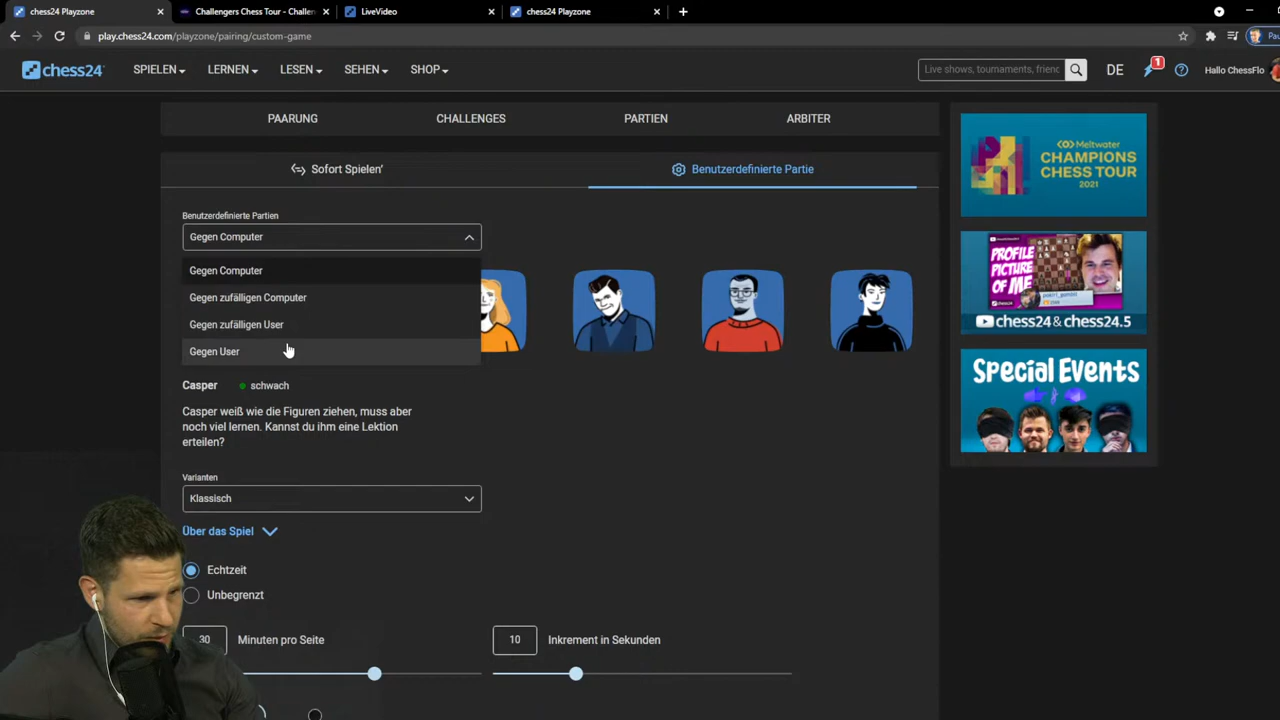 chess24 Playzone
Challengers Chess Tour - Challen
LiveVideo
chess24 Playzone
play.chess24.com/playzone/pairing/custom-game
Pau
chess24
SPIELEN
LERNEN
LESEN
SEHEN
SHOP
Live shows, tournaments, friend
DE
1
Hallo ChessFlo
PAARUNG
CHALLENGES
PARTIEN
ARBITER
Sofort Spielen'
Benutzerdefinierte Partie
Benutzerdefinierte Partien
Gegen Computer
Gegen Computer
Gegen zufälligen Computer
Gegen zufälligen User
Gegen User
Casper
schwach
Casper weiß wie die Figuren ziehen, muss aber
noch viel lernen. Kannst du ihm eine Lektion
erteilen?
Varianten
Klassisch
Über das Spiel
Echtzeit
Unbegrenzt
30
Minuten pro Seite
10
Inkrement in Sekunden
Meltwater
CHAMPIONS
CHESS TOUR
2021
PROFILE
PICTURE
OF ME
chess24 & chess24.5
Special Events